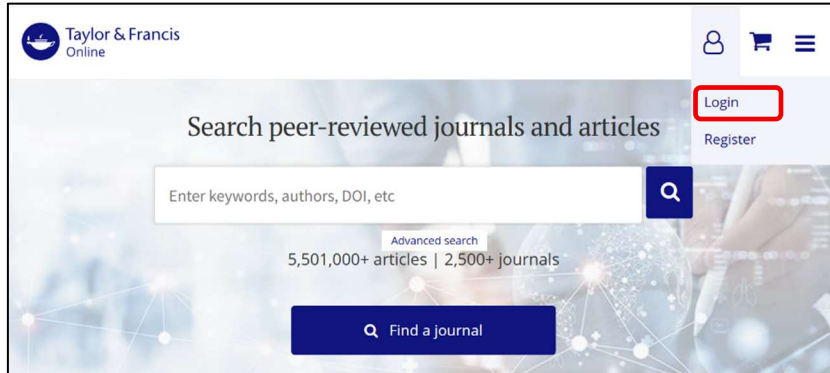 Taylor & Francis
Online
Login
Register
Search peer-reviewed journals and articles
Enter keywords, authors, DOI, etc
Advanced search
5,501,000+ articles | 2,500+ journals
Find a journal